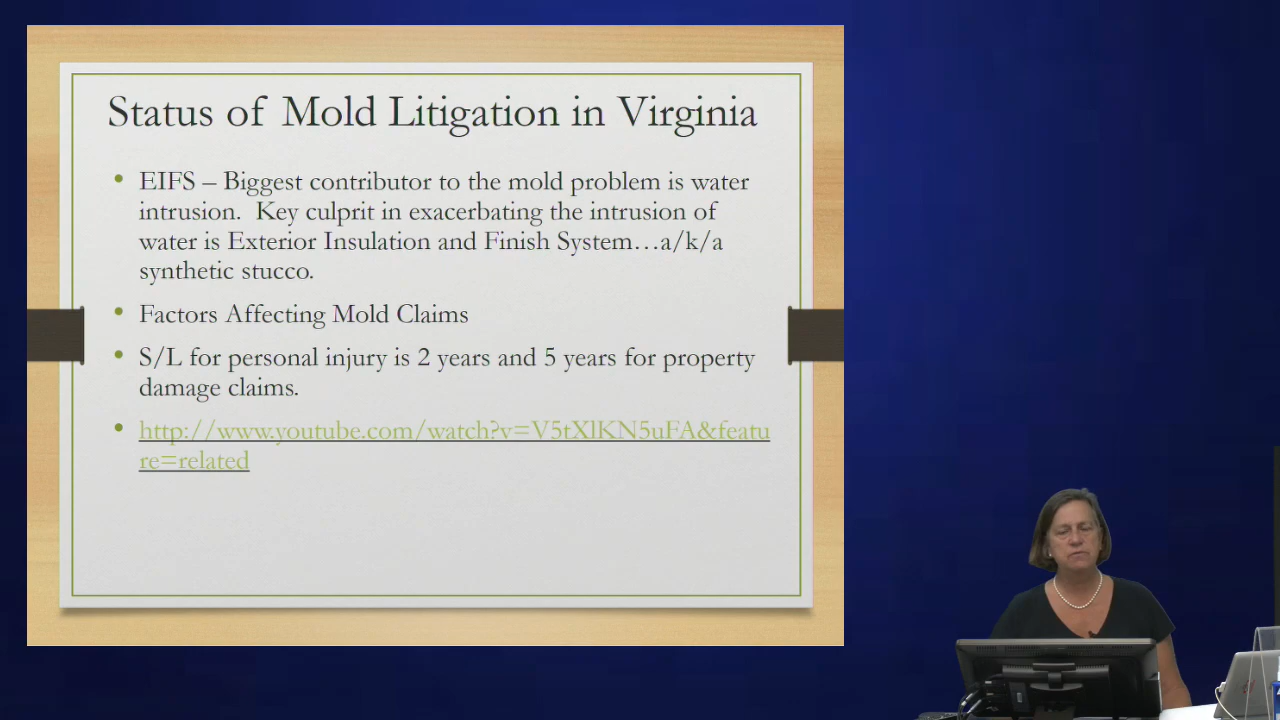 Status of Mold Litigation in Virginia
• EIFS – Biggest contributor to the mold problem is water
intrusion. Key culprit in exacerbating the intrusion of
water is Exterior Insulation and Finish System…a/k/a
synthetic stucco.
• Factors Affecting Mold Claims
• S/L for personal injury is 2 years and 5 years for property
damage claims.
• http://www.youtube.com/watch?v=V5tXlKN5uFA&featu
re=related